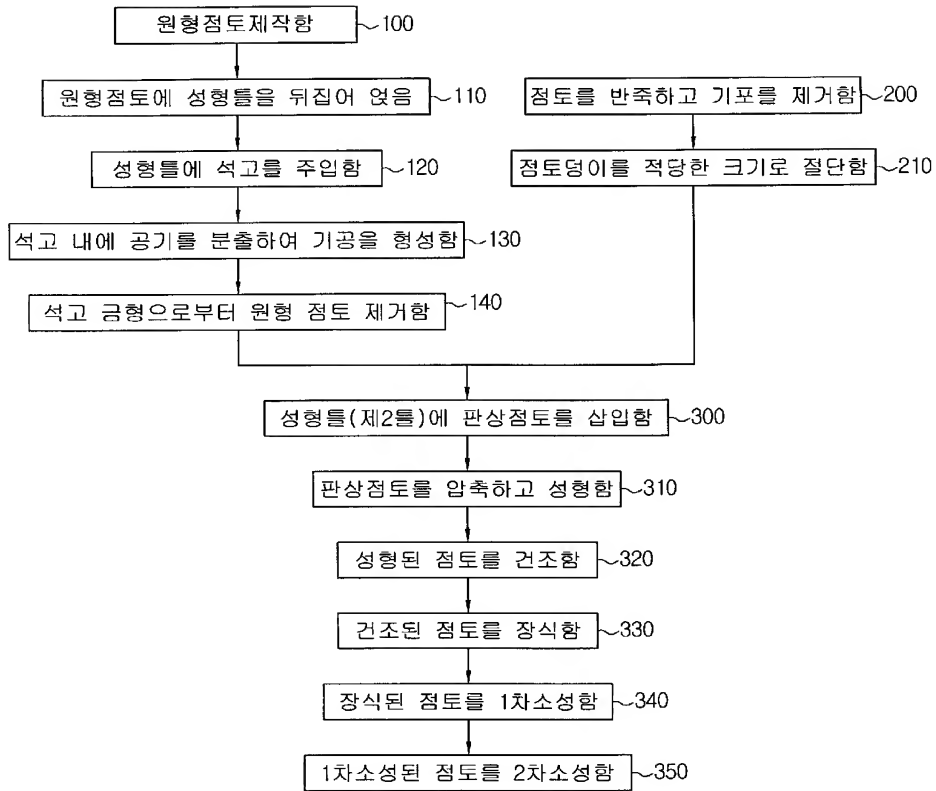 원형점토제작함 100
원형점토에 성형틀을 뒤집어 얹음 110
성형틀에 석고를 주입함 120
석고 내에 공기를 분출하여 기공을 형성함 130
석고 금형으로부터 원형 점토 제거함 140
점토를 반죽하고 기포를 제거함 200
점토덩이를 적당한 크기로 절단함 210
성형틀(제2틀)에 판상점토를 삽입함 300
판상점토를 압축하고 성형함 310
성형된 점토를 건조함 320
건조된 점토를 장식함 330
장식된 점토를 1차소성함 340
1차소성된 점토를 2차소성함 350